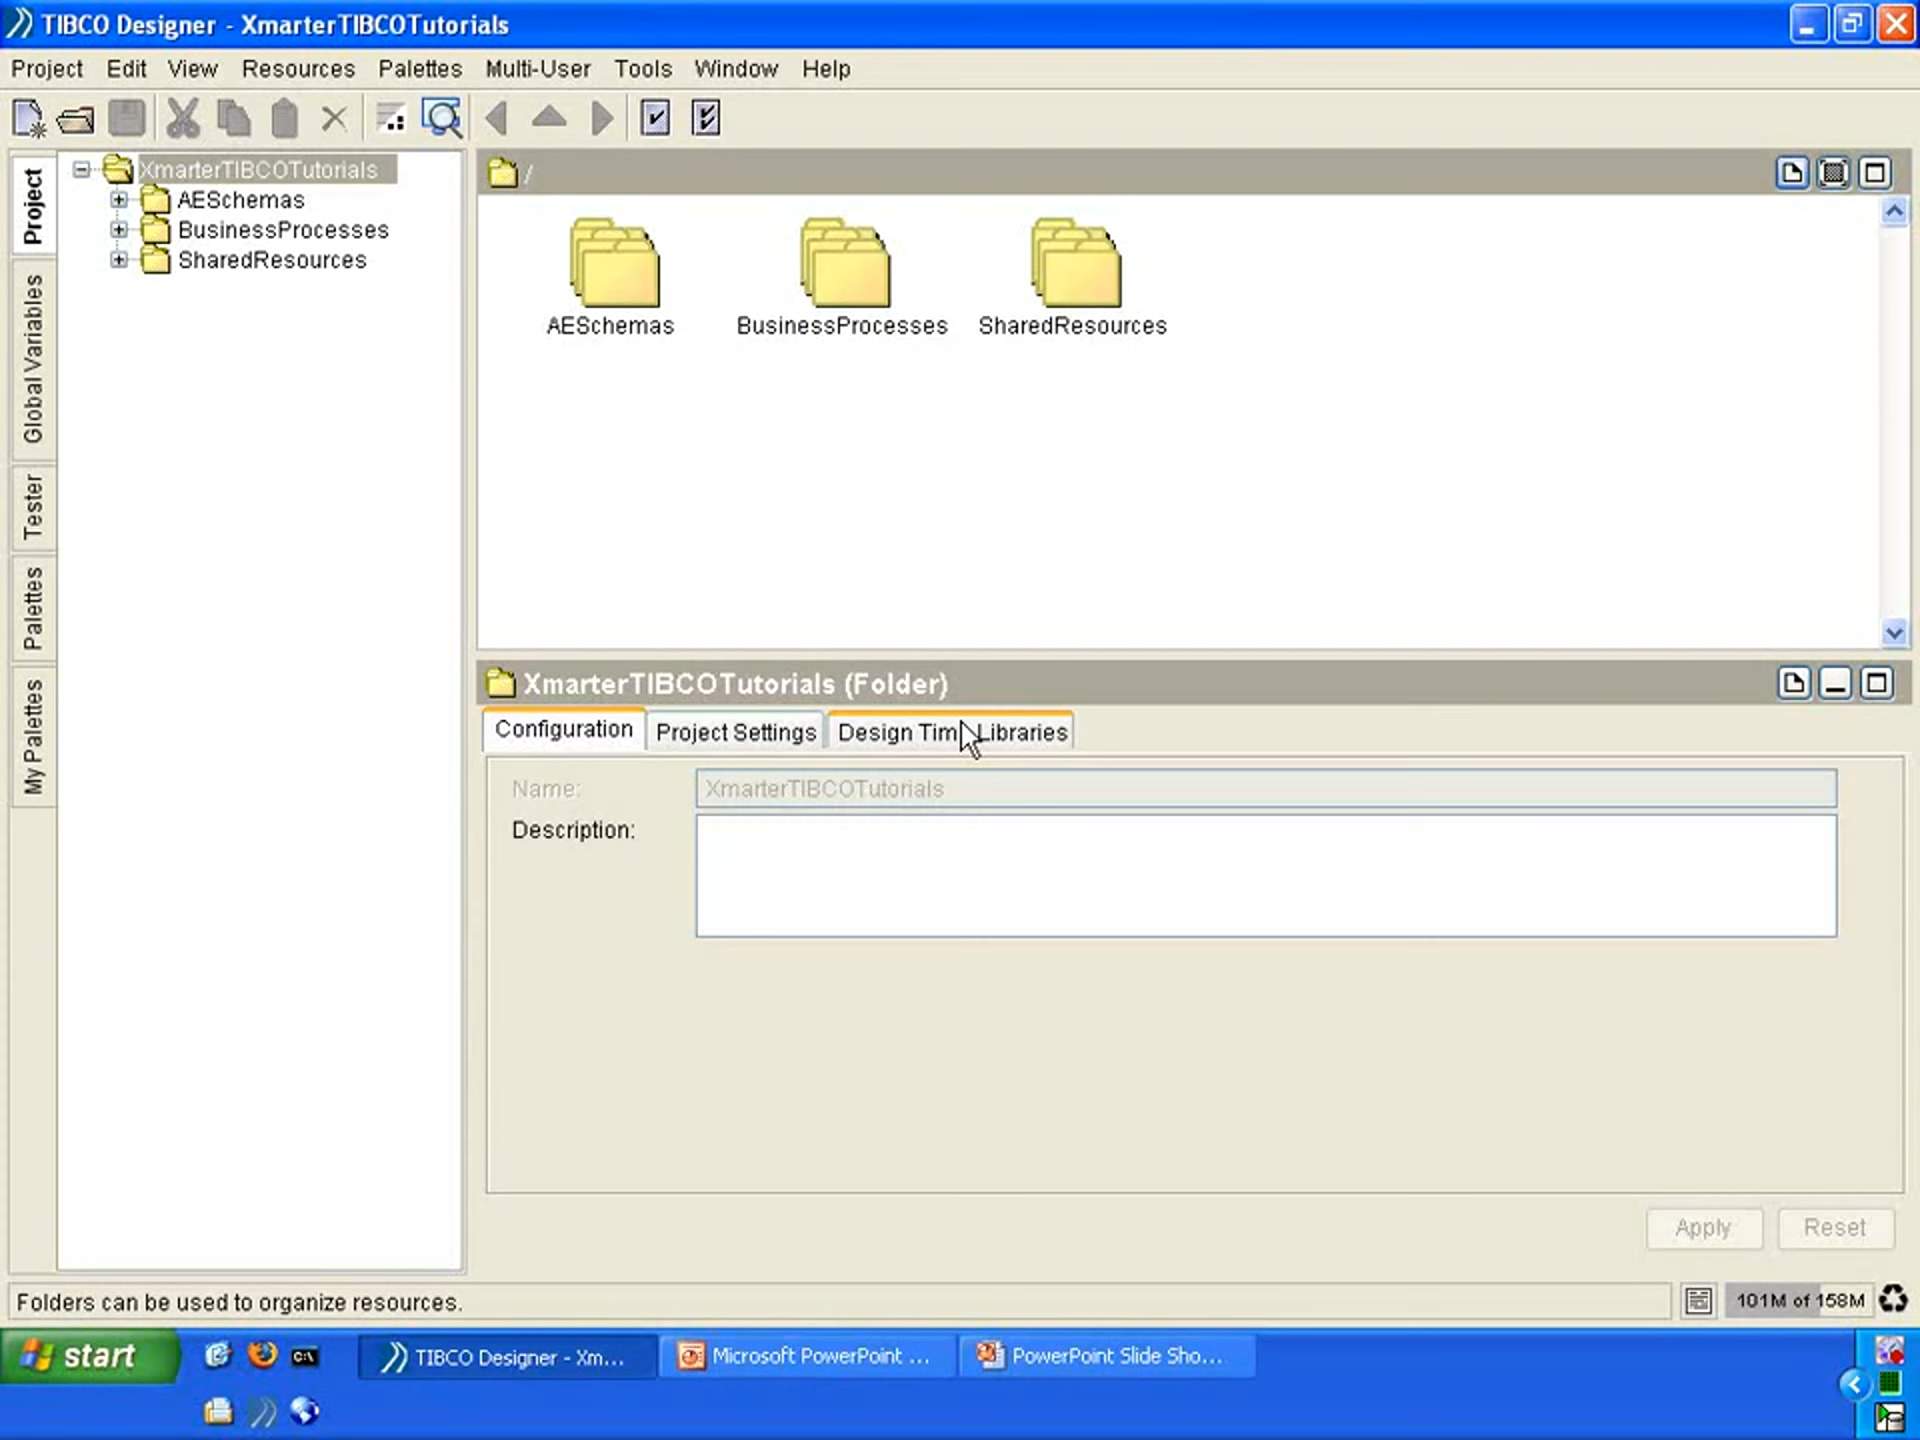 TIBCO Designer - XmarterTIBCOTutorials
Project Edit View Resources Palettes Multi-User Tools Window Help
Project
Global Variables
Tester
Palettes
My Palettes
XmarterTIBCOTutorials
AESchemas
BusinessProcesses
SharedResources
/
AESchemas BusinessProcesses SharedResources
XmarterTIBCOTutorials (Folder)
Configuration Project Settings Design Tim Libraries
Name: XmarterTIBCOTutorials
Description:
Apply Reset
Folders can be used to organize resources.
101M of 158M
start
C:\
TIBCO Designer - Xm... Microsoft PowerPoint ... PowerPoint Slide Sho...